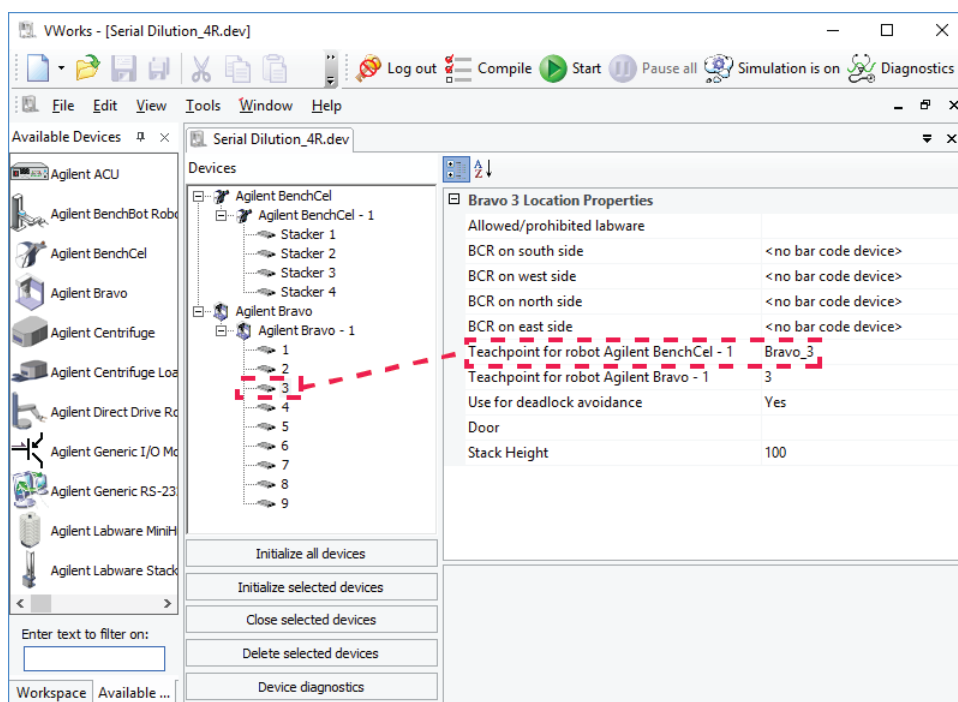 VWorks - [Serial Dilution_4R.dev]
Log out Compile Start Pause all Simulation is on Diagnostics
File Edit View Tools Window Help
Available Devices
Agilent ACU
Agilent BenchBot Robo
Agilent BenchCel
Agilent Bravo
Agilent Centrifuge
Agilent Centrifuge Loa
Agilent Direct Drive Ro
Agilent Generic I/O Mo
Agilent Generic RS-23
Agilent Labware MiniH
Agilent Labware Stack
Enter text to filter on:
Workspace Available ...
Serial Dilution_4R.dev
Devices
Agilent BenchCel
Agilent BenchCel - 1
Stacker 1
Stacker 2
Stacker 3
Stacker 4
Agilent Bravo
Agilent Bravo - 1
1
2
3
4
5
6
7
8
9
Initialize all devices
Initialize selected devices
Close selected devices
Delete selected devices
Device diagnostics
Bravo 3 Location Properties
Allowed/prohibited labware
BCR on south side <no bar code device>
BCR on west side <no bar code device>
BCR on north side <no bar code device>
BCR on east side <no bar code device>
Teachpoint for robot Agilent BenchCel - 1 Bravo_3
Teachpoint for robot Agilent Bravo - 1 3
Use for deadlock avoidance Yes
Door
Stack Height 100